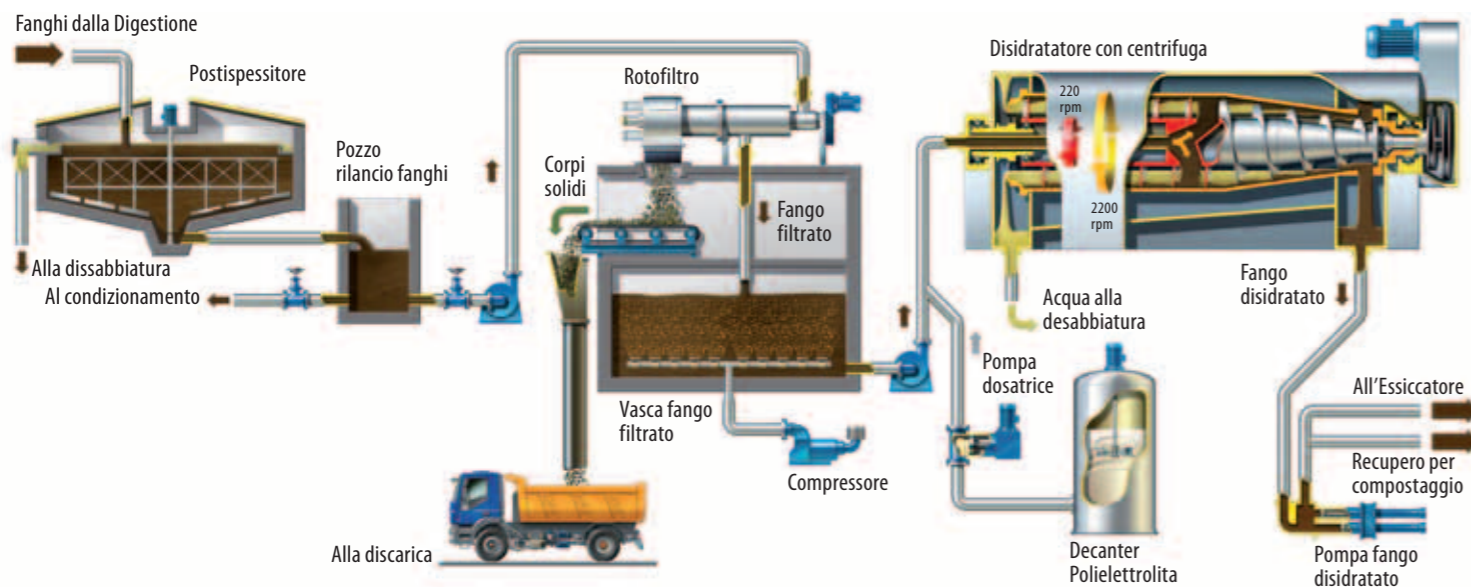 Fanghi dalla Digestione
Postispessitore
Alla dissabbiatura
Al condizionamento
Pozzo
rilancio fanghi
Rotofiltro
Corpi
solidi
Fango
filtrato
Vasca fango
filtrato
Compressore
Alla discarica
Disidratatore con centrifuga
220
rpm
2200
rpm
Acqua alla
desabbiatura
Pompa
dosatrice
Decanter
Polielettrolita
Fango
disidratato
All'Essiccatore
Recupero per
compostaggio
Pompa fango
disidratato